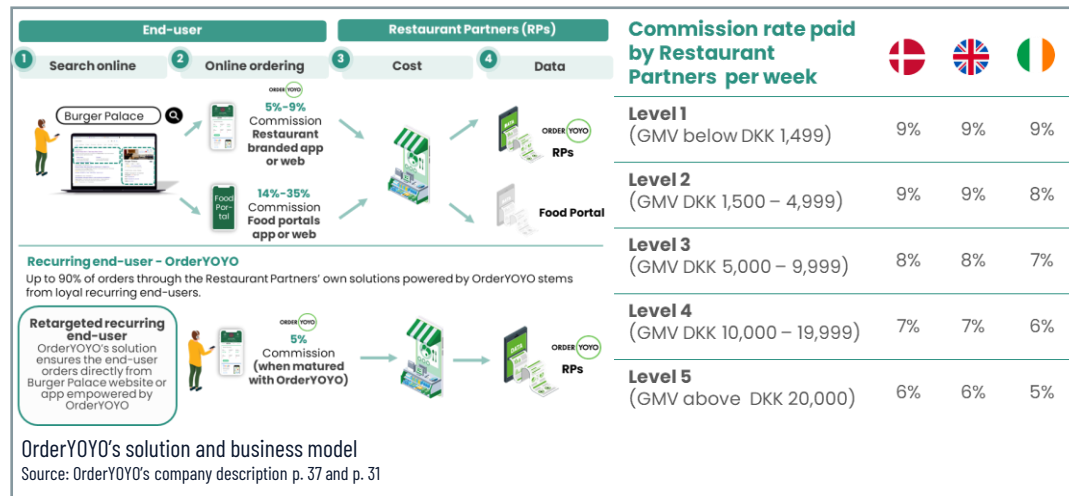 End-user
Restaurant Partners (RPs)
1 Search online
2 Online ordering
3 Cost
4 Data
Burger Palace
ORDER YOYO
5%-9%
Commission
Restaurant
branded app
or web
DATA
ORDER YOYO
RPs
Food
Por-
tal
14%-35%
Commission
Food portals
app or web
Food Portal
Recurring end-user - OrderYOYO
Up to 90% of orders through the Restaurant Partners' own solutions powered by OrderYOYO stems
from loyal recurring end-users.
Retargeted recurring
end-user
OrderYOYO's solution
ensures the end-user
orders directly from
Burger Palace website or
app empowered by
OrderYOYO
ORDER YOYO
5%
Commission
(when matured
with OrderYOYO)
DATA
ORDER YOYO
RPs
Commission rate paid
by Restaurant
Partners per week
Level 1
(GMV below DKK 1,499) 9% 9% 9%
Level 2
(GMV DKK 1,500 – 4,999) 9% 9% 8%
Level 3
(GMV DKK 5,000 – 9,999) 8% 8% 7%
Level 4
(GMV DKK 10,000 – 19,999) 7% 7% 6%
Level 5
(GMV above DKK 20,000) 6% 6% 5%
OrderYOYO's solution and business model
Source: OrderYOYO's company description p. 37 and p. 31